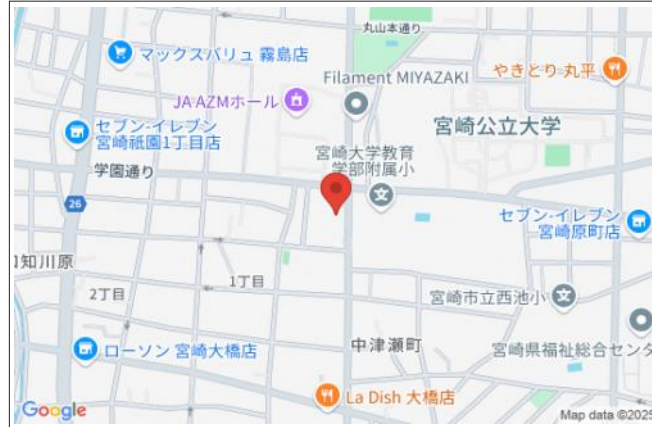 丸山本通り
マックスバリュ 霧島店
やきとり 丸平
Filament MIYAZAKI
JA AZMホール
宮崎公立大学
セブン-イレブン
宮崎祇園1丁目店
宮崎大学教育
学部附属小
学園通り
26
セブン-イレブン
宮崎原町店
和知川原
1丁目
2丁目
宮崎市立西池小
ローソン 宮崎大橋店
中津瀬町
宮崎県福祉総合センタ
La Dish 大橋店
Google
Map data ©2025